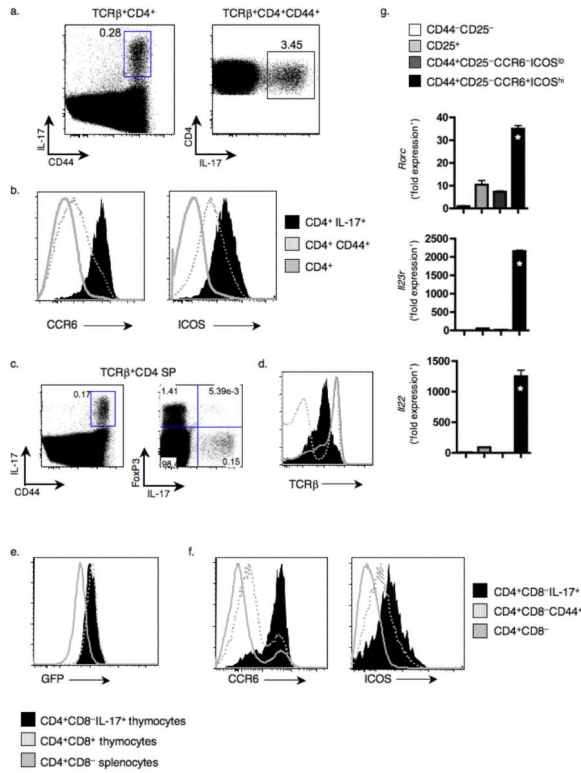 a.
TCRβ+CD4+
0.28
IL-17
CD44
TCRβ+CD4+CD44+
3.45
CD4
IL-17
b.
CCR6
ICOS
CD4+ IL-17+
CD4+ CD44+
CD4+
c.
TCRβ+CD4 SP
0.17
IL-17
CD44
1.41
5.39e-3
98.4
0.15
FoxP3
IL-17
d.
TCRβ
e.
GFP
CD4+CD8−IL-17+ thymocytes
CD4+CD8+ thymocytes
CD4+CD8− splenocytes
f.
CCR6
ICOS
CD4+CD8−IL-17+
CD4+CD8−CD44+
CD4+CD8−
g.
CD44−CD25−
CD25+
CD44+CD25−CCR6−ICOSlo
CD44+CD25−CCR6+ICOShi
Rorc
("fold expression")
40
30
20
10
0
*
Il23r
("fold expression")
2500
2000
1500
1000
500
0
*
Il22
("fold expression")
1500
1000
500
0
*